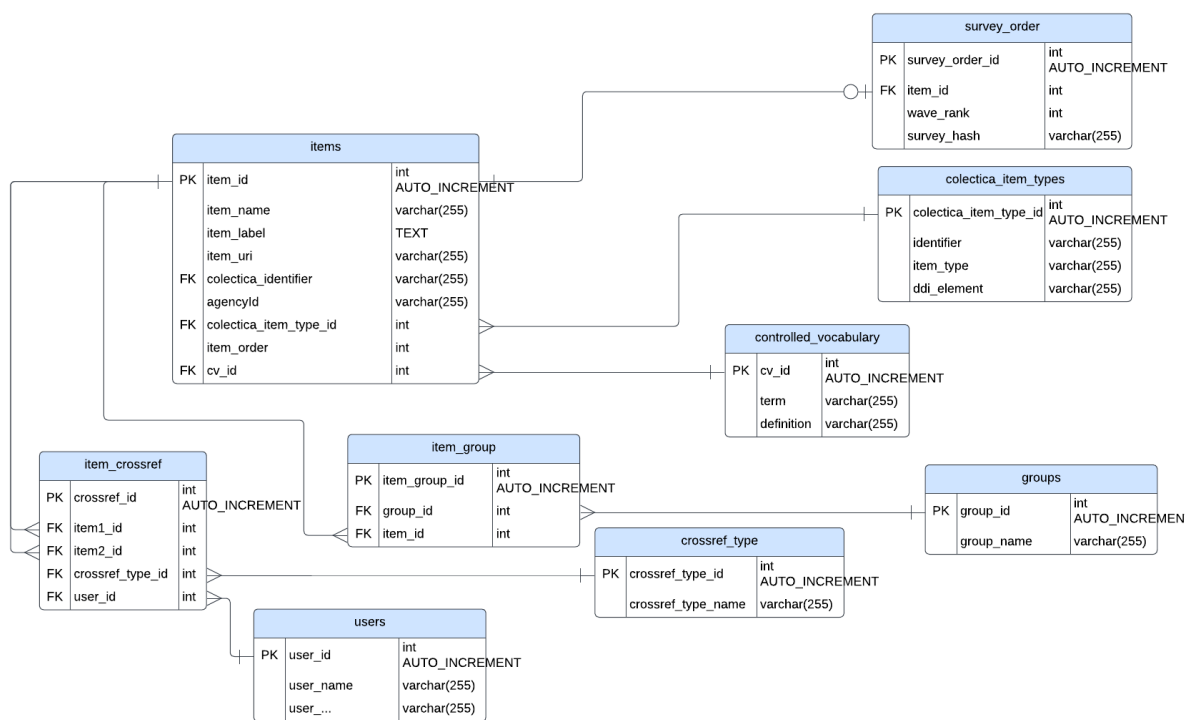 survey_order
PK survey_order_id int AUTO_INCREMENT
FK item_id int
wave_rank int
survey_hash varchar(255)
items
PK item_id int AUTO_INCREMENT
item_name varchar(255)
item_label TEXT
item_uri varchar(255)
FK colectica_identifier varchar(255)
agencyId varchar(255)
FK colectica_item_type_id int
item_order int
FK cv_id int
colectica_item_types
PK colectica_item_type_id int AUTO_INCREMENT
identifier varchar(255)
item_type varchar(255)
ddi_element varchar(255)
controlled_vocabulary
PK cv_id int AUTO_INCREMENT
term varchar(255)
definition varchar(255)
item_crossref
PK crossref_id int AUTO_INCREMENT
FK item1_id int
FK item2_id int
FK crossref_type_id int
FK user_id int
item_group
PK item_group_id int AUTO_INCREMENT
FK group_id int
FK item_id int
groups
PK group_id int AUTO_INCREMEN
group_name varchar(255)
crossref_type
PK crossref_type_id int AUTO_INCREMENT
crossref_type_name varchar(255)
users
PK user_id int AUTO_INCREMENT
user_name varchar(255)
user_... varchar(255)